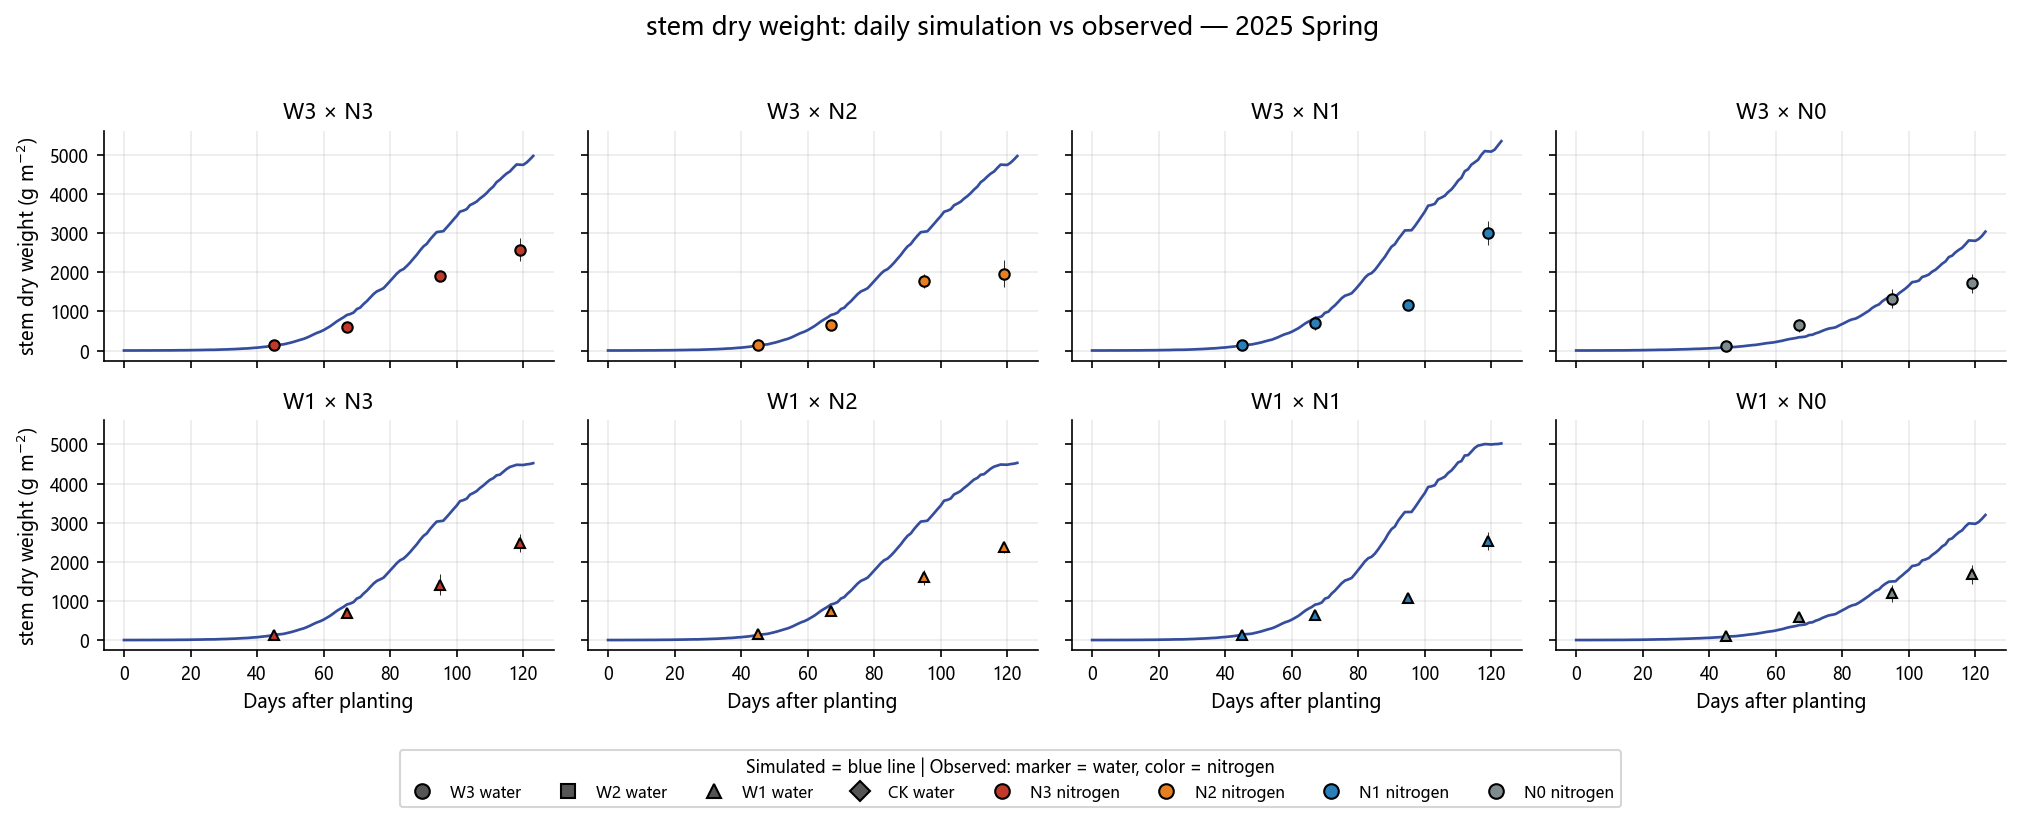 stem dry weight: daily simulation vs observed — 2025 Spring
W3 × N3
W3 × N2
W3 × N1
W3 × N0
stem dry weight (g m⁻²)
5000
4000
3000
2000
1000
0
W1 × N3
W1 × N2
W1 × N1
W1 × N0
stem dry weight (g m⁻²)
5000
4000
3000
2000
1000
0
0 20 40 60 80 100 120
0 20 40 60 80 100 120
0 20 40 60 80 100 120
0 20 40 60 80 100 120
Days after planting
Days after planting
Days after planting
Days after planting
Simulated = blue line | Observed: marker = water, color = nitrogen
W3 water W2 water W1 water CK water N3 nitrogen N2 nitrogen N1 nitrogen N0 nitrogen